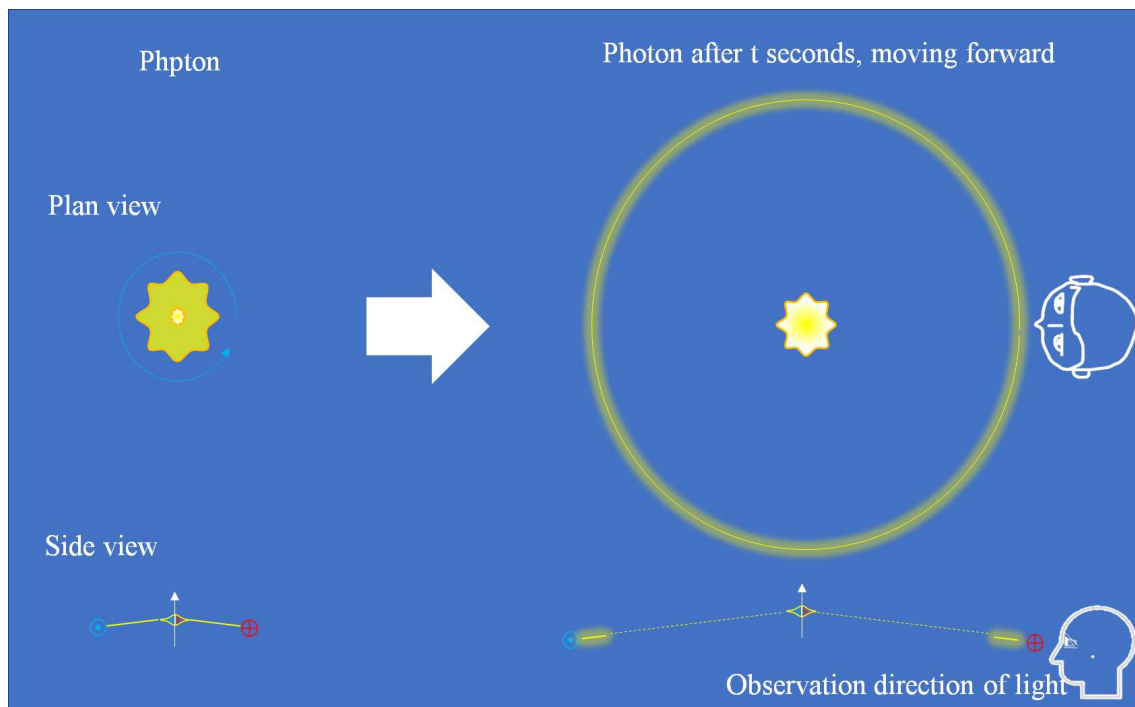 Phpton
Photon after t seconds, moving forward
Plan view
Side view
Observation direction of light